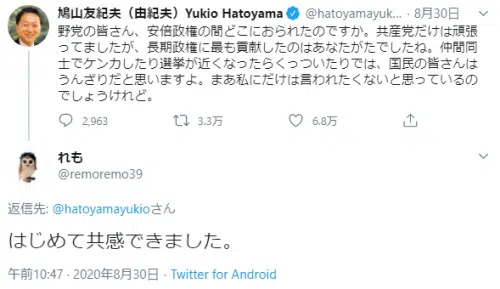 鳩山友紀夫（由紀夫）Yukio Hatoyama @hatoyamayuk... · 8月30日
野党の皆さん、安倍政権の間どこにおられたのですか。共産党だけは頑張
ってましたが、長期政権に最も貢献したのはあなたがたでしたね。仲間同
士でケンカしたり選挙が近くなったらくっついたりでは、国民の皆さんは
うんざりだと思いますよ。まあ私にだけは言われたくないと思っているの
でしょうけれど。
2,963 3.3万 6.8万
れも
@remoremo39
返信先: @hatoyamayukioさん
はじめて共感できました。
午前10:47 · 2020年8月30日 · Twitter for Android